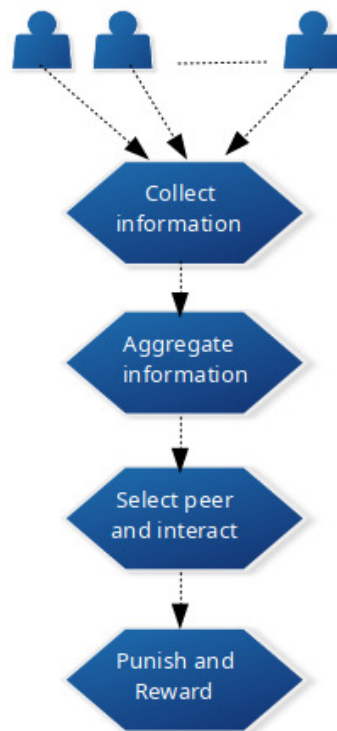 Collect
information
Aggregate
information
Select peer
and interact
Punish and
Reward